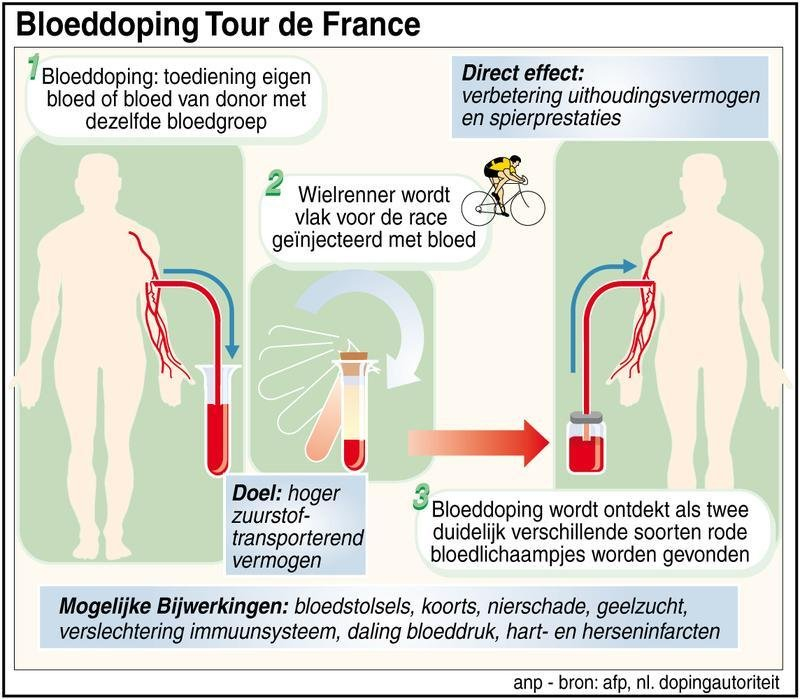 Bloeddoping Tour de France
1
Bloeddoping: toediening eigen
bloed of bloed van donor met
dezelfde bloedgroep
Direct effect:
verbetering uithoudingsvermogen
en spierprestaties
2
Wielrenner wordt
vlak voor de race
geïnjecteerd met bloed
Doel: hoger
zuurstof-
transporterend
vermogen
3
Bloeddoping wordt ontdekt als twee
duidelijk verschillende soorten rode
bloedlichaampjes worden gevonden
Mogelijke Bijwerkingen: bloedstolsels, koorts, nierschade, geelzucht,
verslechtering immuunsysteem, daling bloeddruk, hart- en herseninfarcten
anp - bron: afp, nl. dopingautoriteit